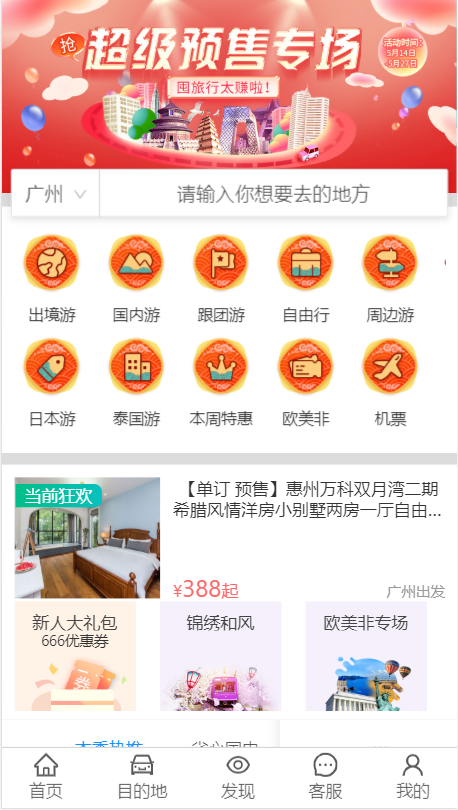 抢
超级预售专场
活动时间:
5月14日
-5月27日
囤旅行太赚啦!
广州
请输入你想要去的地方
出境游 国内游 跟团游 自由行 周边游
日本游 泰国游 本周特惠 欧美非 机票
当前狂欢
【单订 预售】惠州万科双月湾二期
希腊风情洋房小别墅两房一厅自由...
¥388起
广州出发
新人大礼包
666优惠券
券
锦绣和风
欧美非专场
首页 目的地 发现 客服 我的